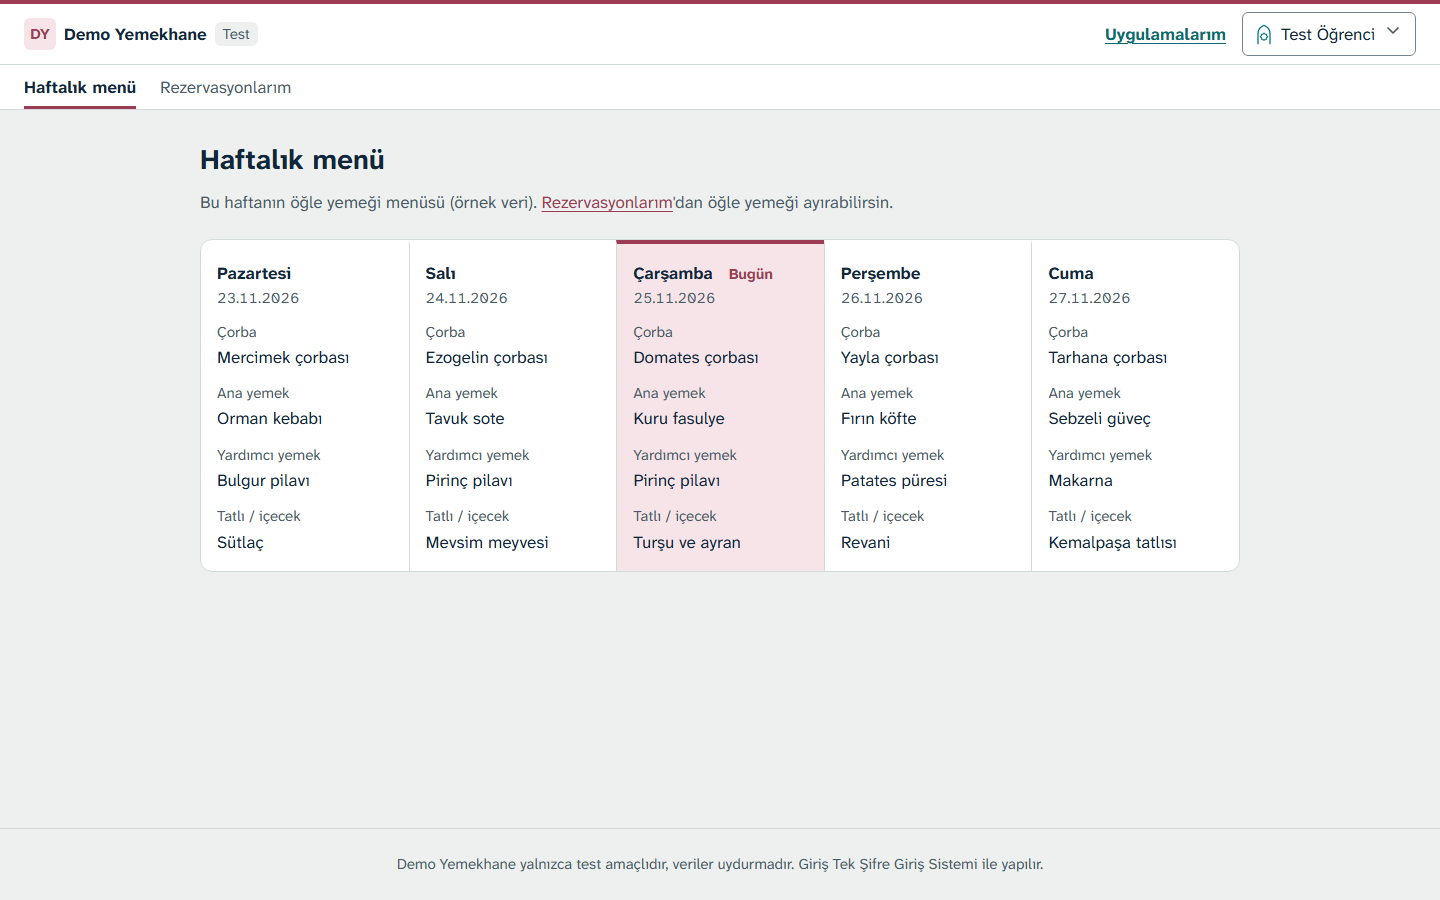 DY Demo Yemekhane Test
Uygulamalarım
Test Öğrenci
Haftalık menü
Rezervasyonlarım
Haftalık menü
Bu haftanın öğle yemeği menüsü (örnek veri). Rezervasyonlarım'dan öğle yemeği ayırabilirsin.
Pazartesi
23.11.2026
Çorba
Mercimek çorbası
Ana yemek
Orman kebabı
Yardımcı yemek
Bulgur pilavı
Tatlı / içecek
Sütlaç
Salı
24.11.2026
Çorba
Ezogelin çorbası
Ana yemek
Tavuk sote
Yardımcı yemek
Pirinç pilavı
Tatlı / içecek
Mevsim meyvesi
Çarşamba Bugün
25.11.2026
Çorba
Domates çorbası
Ana yemek
Kuru fasulye
Yardımcı yemek
Pirinç pilavı
Tatlı / içecek
Turşu ve ayran
Perşembe
26.11.2026
Çorba
Yayla çorbası
Ana yemek
Fırın köfte
Yardımcı yemek
Patates püresi
Tatlı / içecek
Revani
Cuma
27.11.2026
Çorba
Tarhana çorbası
Ana yemek
Sebzeli güveç
Yardımcı yemek
Makarna
Tatlı / içecek
Kemalpaşa tatlısı
Demo Yemekhane yalnızca test amaçlıdır, veriler uydurmadır. Giriş Tek Şifre Giriş Sistemi ile yapılır.